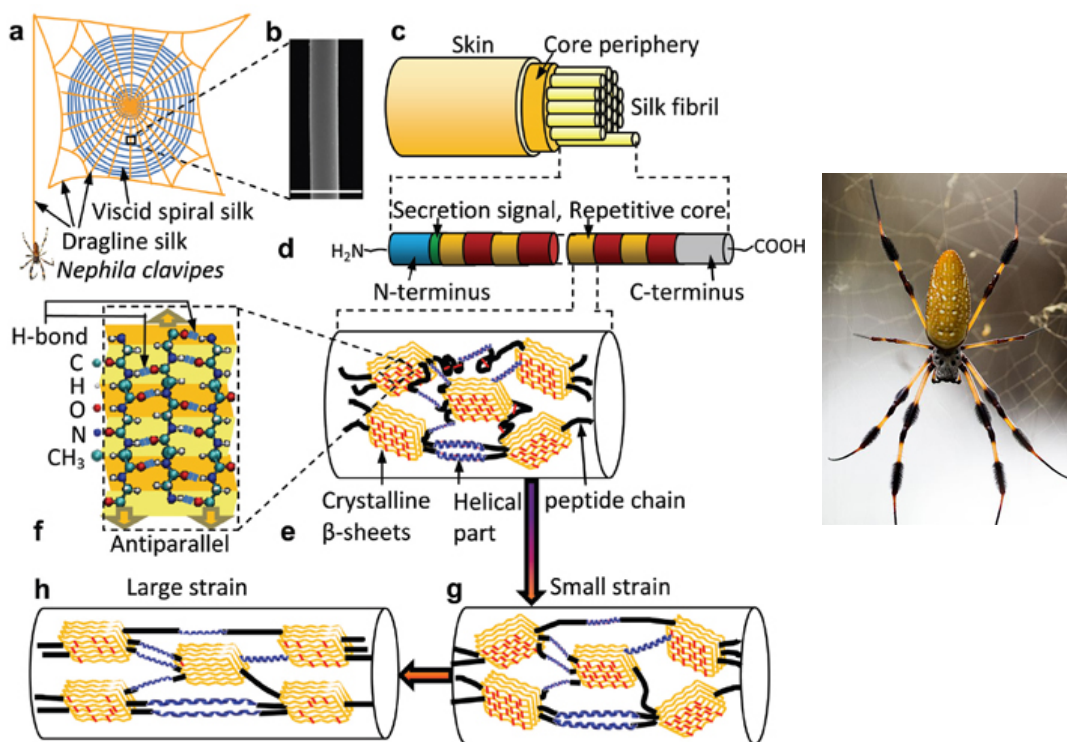 a
b
c
Skin
Core periphery
Silk fibril
Viscid spiral silk
Dragline silk
Nephila clavipes
Secretion signal, Repetitive core
d
H₂N
COOH
N-terminus
C-terminus
H-bond
C
H
O
N
CH₃
f
Antiparallel
Crystalline
β-sheets
e
Helical
part
peptide chain
h
Large strain
g
Small strain